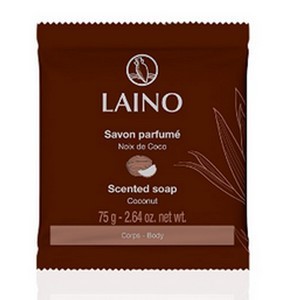 LAINO
Savon parfumé
Noix de Coco
Scented soap
Coconut
75 g - 2.64 oz. net wt.
Corps - Body